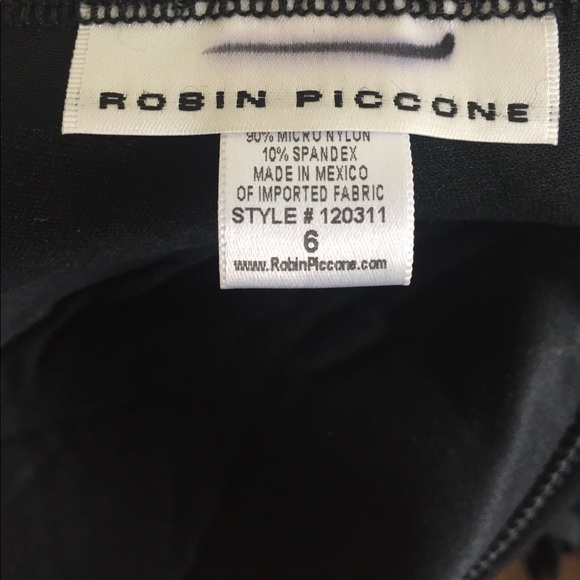 ROBIN PICCONE
90% MICRO NYLON
10% SPANDEX
MADE IN MEXICO
OF IMPORTED FABRIC
STYLE # 120311
6
www.RobinPiccone.com